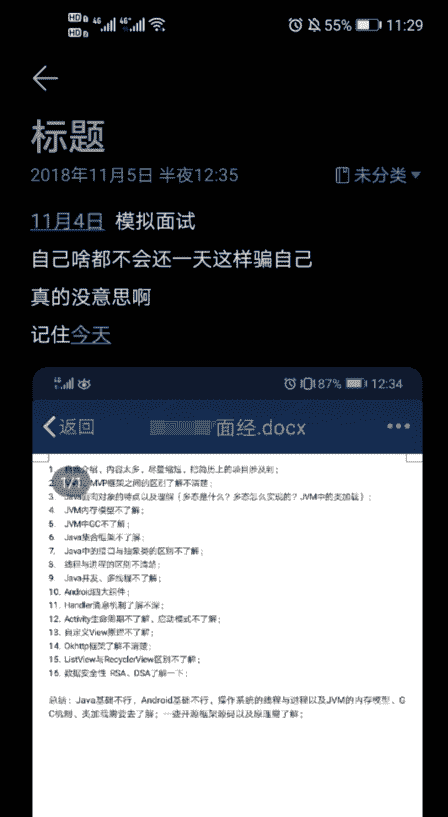 HD 1 4G 4G
HD 2
55% 11:29
标题
2018年11月5日 半夜12:35 未分类
11月4日 模拟面试
自己啥都不会还一天这样骗自己
真的没意思啊
记住今天
87% 12:34
返回 面经.docx
1. 自我介绍，内容太多，尽量缩短，把简历上的项目涉及到；
2. MVP框架之间的区别了解不清楚；
3. Java面向对象的特点以及理解（多态是什么？多态怎么实现的？JVM中的类加载）；
4. JVM内存模型不了解；
5. JVM中GC不了解；
6. Java集合框架不了解；
7. Java中的接口与抽象类的区别不了解；
8. 线程与进程的区别不清楚；
9. Java并发、多线程不了解；
10. Android四大组件；
11. Handler消息机制了解不深；
12. Activity生命周期不了解，启动模式不了解；
13. 自定义View原理不了解；
14. Okhttp框架了解不清楚；
15. ListView与RecyclerView区别不了解；
16. 数据安全性 RSA、DSA了解一下；
总结：Java基础不行，Android基础不行，操作系统的线程与进程以及JVM的内存模型、G
C机制、类加载需要去了解；一些开源框架源码以及原理需了解；